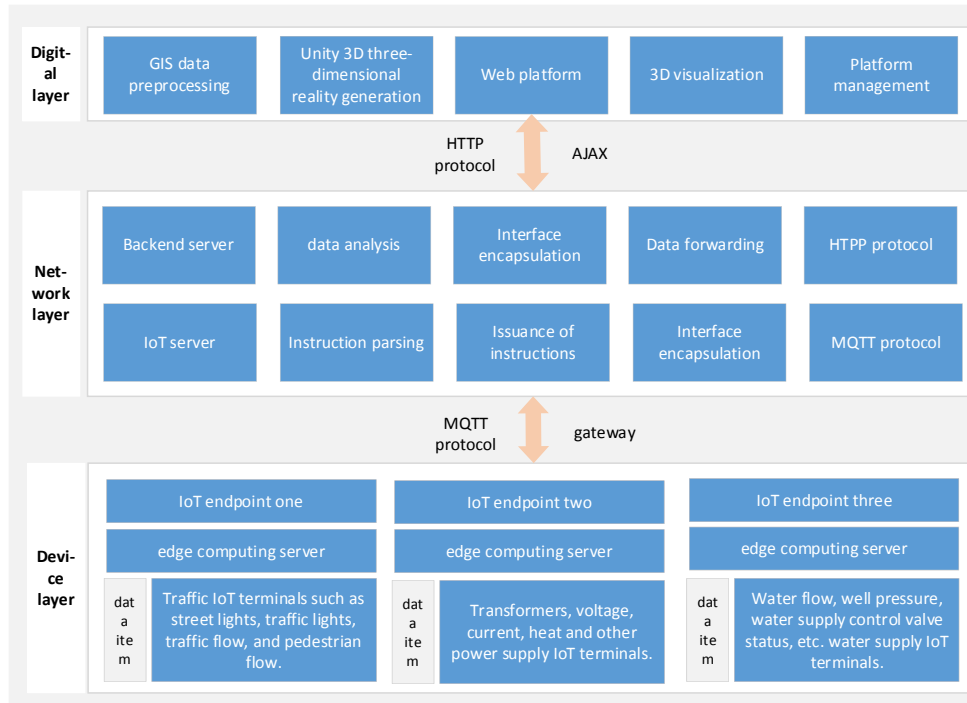 Digit-
al
layer
GIS data
preprocessing
Unity 3D three-
dimensional
reality generation
Web platform
3D visualization
Platform
management
HTTP
protocol
AJAX
Net-
work
layer
Backend server
data analysis
Interface
encapsulation
Data forwarding
HTPP protocol
IoT server
Instruction parsing
Issuance of
instructions
Interface
encapsulation
MQTT protocol
MQTT
protocol
gateway
Devi-
ce
layer
IoT endpoint one
edge computing server
dat
a
ite
m
Traffic IoT terminals such as
street lights, traffic lights,
traffic flow, and pedestrian
flow.
IoT endpoint two
edge computing server
dat
a
ite
m
Transformers, voltage,
current, heat and other
power supply IoT terminals.
IoT endpoint three
edge computing server
dat
a
ite
m
Water flow, well pressure,
water supply control valve
status, etc. water supply IoT
terminals.